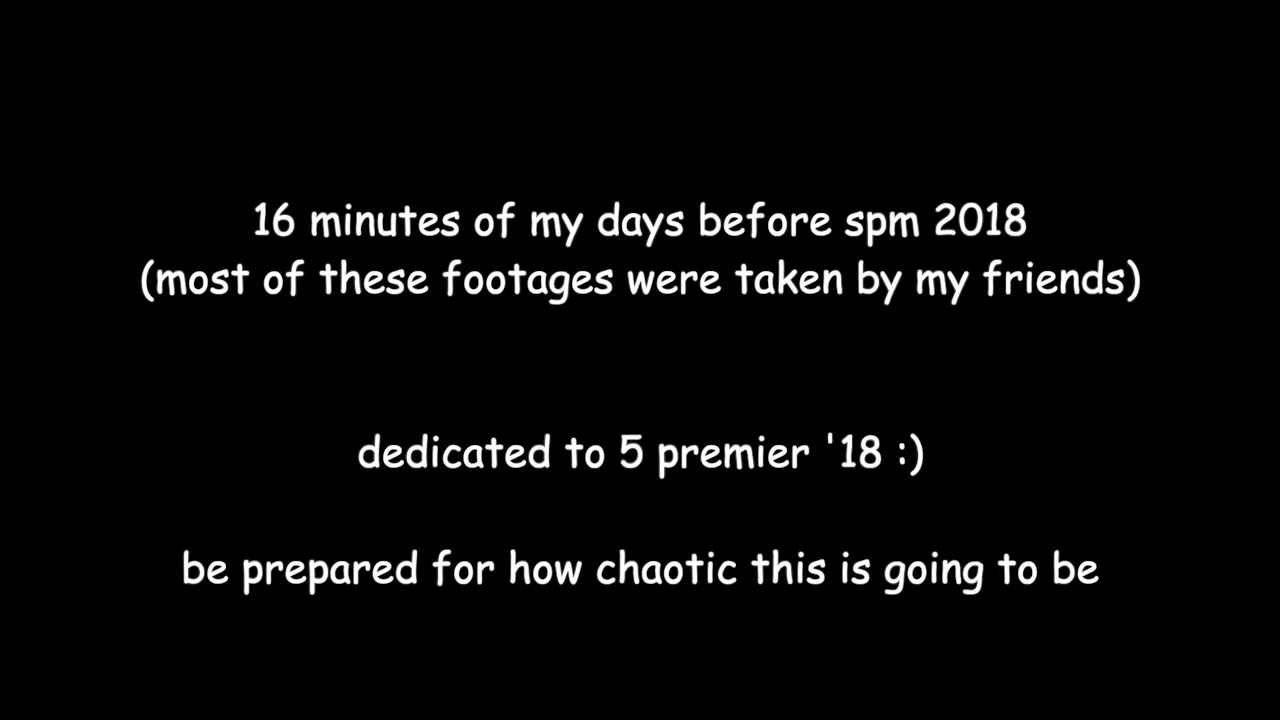 16 minutes of my days before spm 2018
(most of these footages were taken by my friends)
dedicated to 5 premier '18 :)
be prepared for how chaotic this is going to be